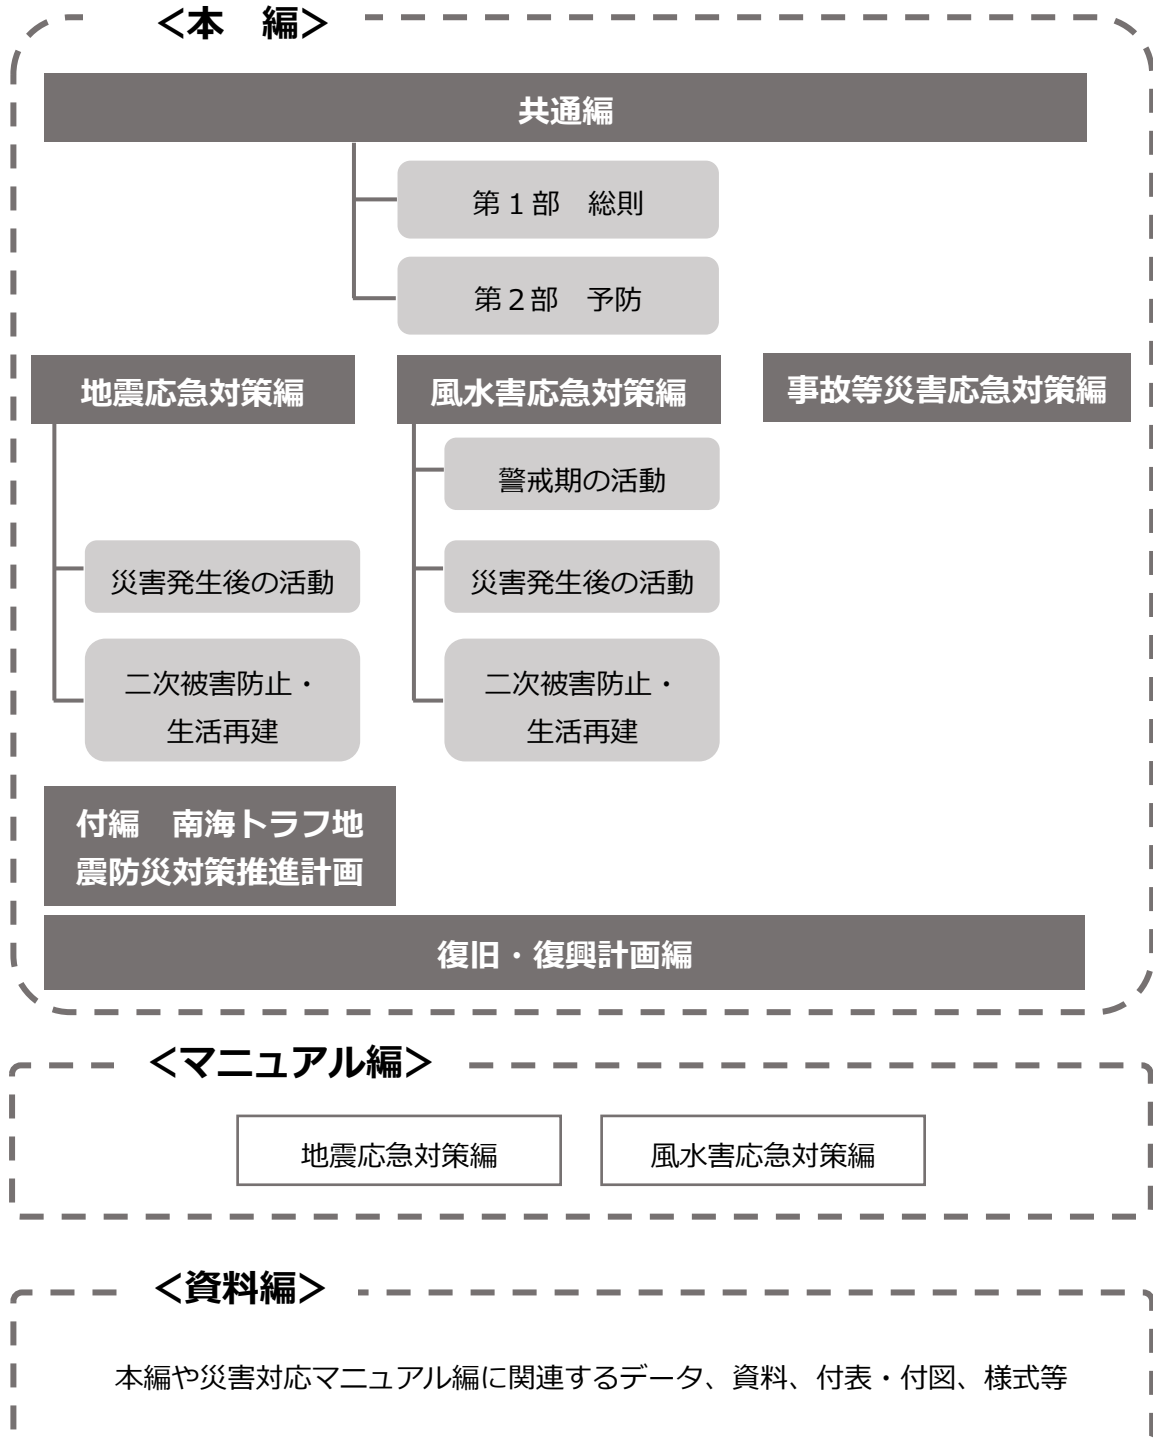 ＜本　編＞
共通編
第１部　総則
第２部　予防
地震応急対策編
風水害応急対策編
事故等災害応急対策編
警戒期の活動
災害発生後の活動
災害発生後の活動
二次被害防止・
生活再建
二次被害防止・
生活再建
付編　南海トラフ地
震防災対策推進計画
復旧・復興計画編
＜マニュアル編＞
地震応急対策編
風水害応急対策編
＜資料編＞
本編や災害対応マニュアル編に関連するデータ、資料、付表・付図、様式等